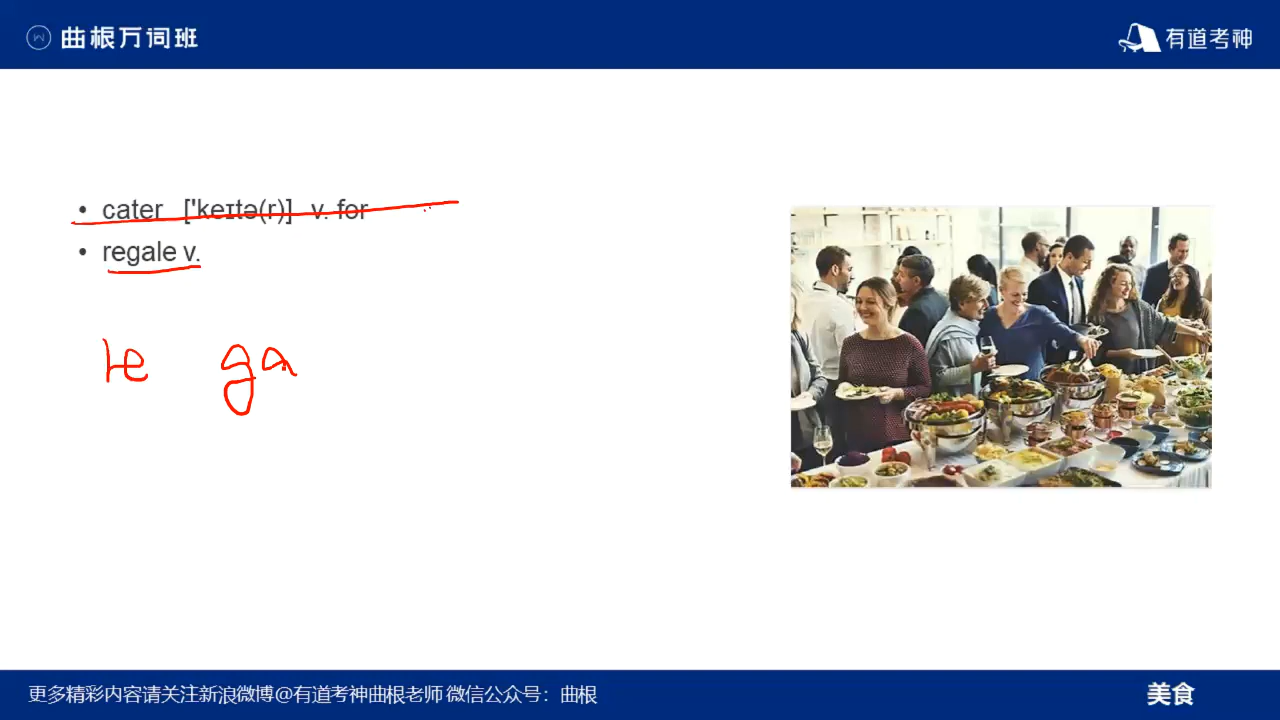 曲根万词班
有道考神
• cater ['keɪtə(r)] v. for
• regale v.
re ga
更多精彩内容请关注新浪微博@有道考神曲根老师 微信公众号：曲根
美食